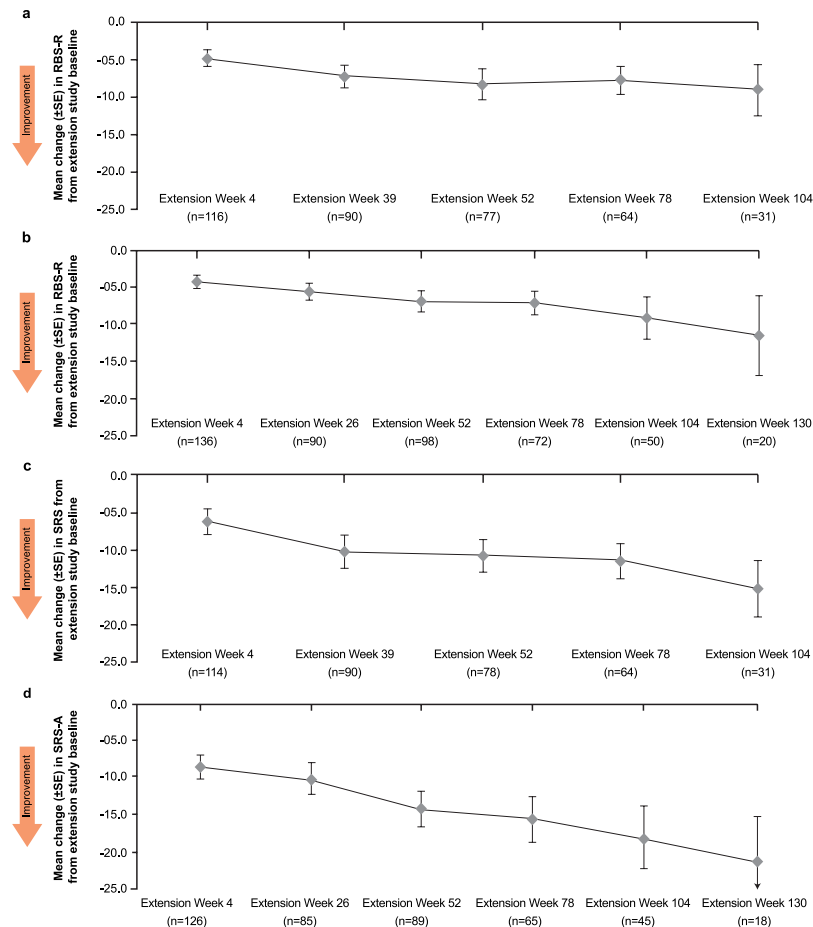 a
0.0
-05.0
-10.0
-15.0
-20.0
-25.0
Improvement
Mean change (±SE) in RBS-R
from extension study baseline
Extension Week 4 Extension Week 39 Extension Week 52 Extension Week 78 Extension Week 104
(n=116) (n=90) (n=77) (n=64) (n=31)
b
0.0
-05.0
-10.0
-15.0
-20.0
-25.0
Improvement
Mean change (±SE) in RBS-R
from extension study baseline
Extension Week 4 Extension Week 26 Extension Week 52 Extension Week 78 Extension Week 104 Extension Week 130
(n=136) (n=90) (n=98) (n=72) (n=50) (n=20)
c
0.0
-05.0
-10.0
-15.0
-20.0
-25.0
Improvement
Mean change (±SE) in SRS from
extension study baseline
Extension Week 4 Extension Week 39 Extension Week 52 Extension Week 78 Extension Week 104
(n=114) (n=90) (n=78) (n=64) (n=31)
d
0.0
-05.0
-10.0
-15.0
-20.0
-25.0
Improvement
Mean change (±SE) in SRS-A
from extension study baseline
Extension Week 4 Extension Week 26 Extension Week 52 Extension Week 78 Extension Week 104 Extension Week 130
(n=126) (n=85) (n=89) (n=65) (n=45) (n=18)